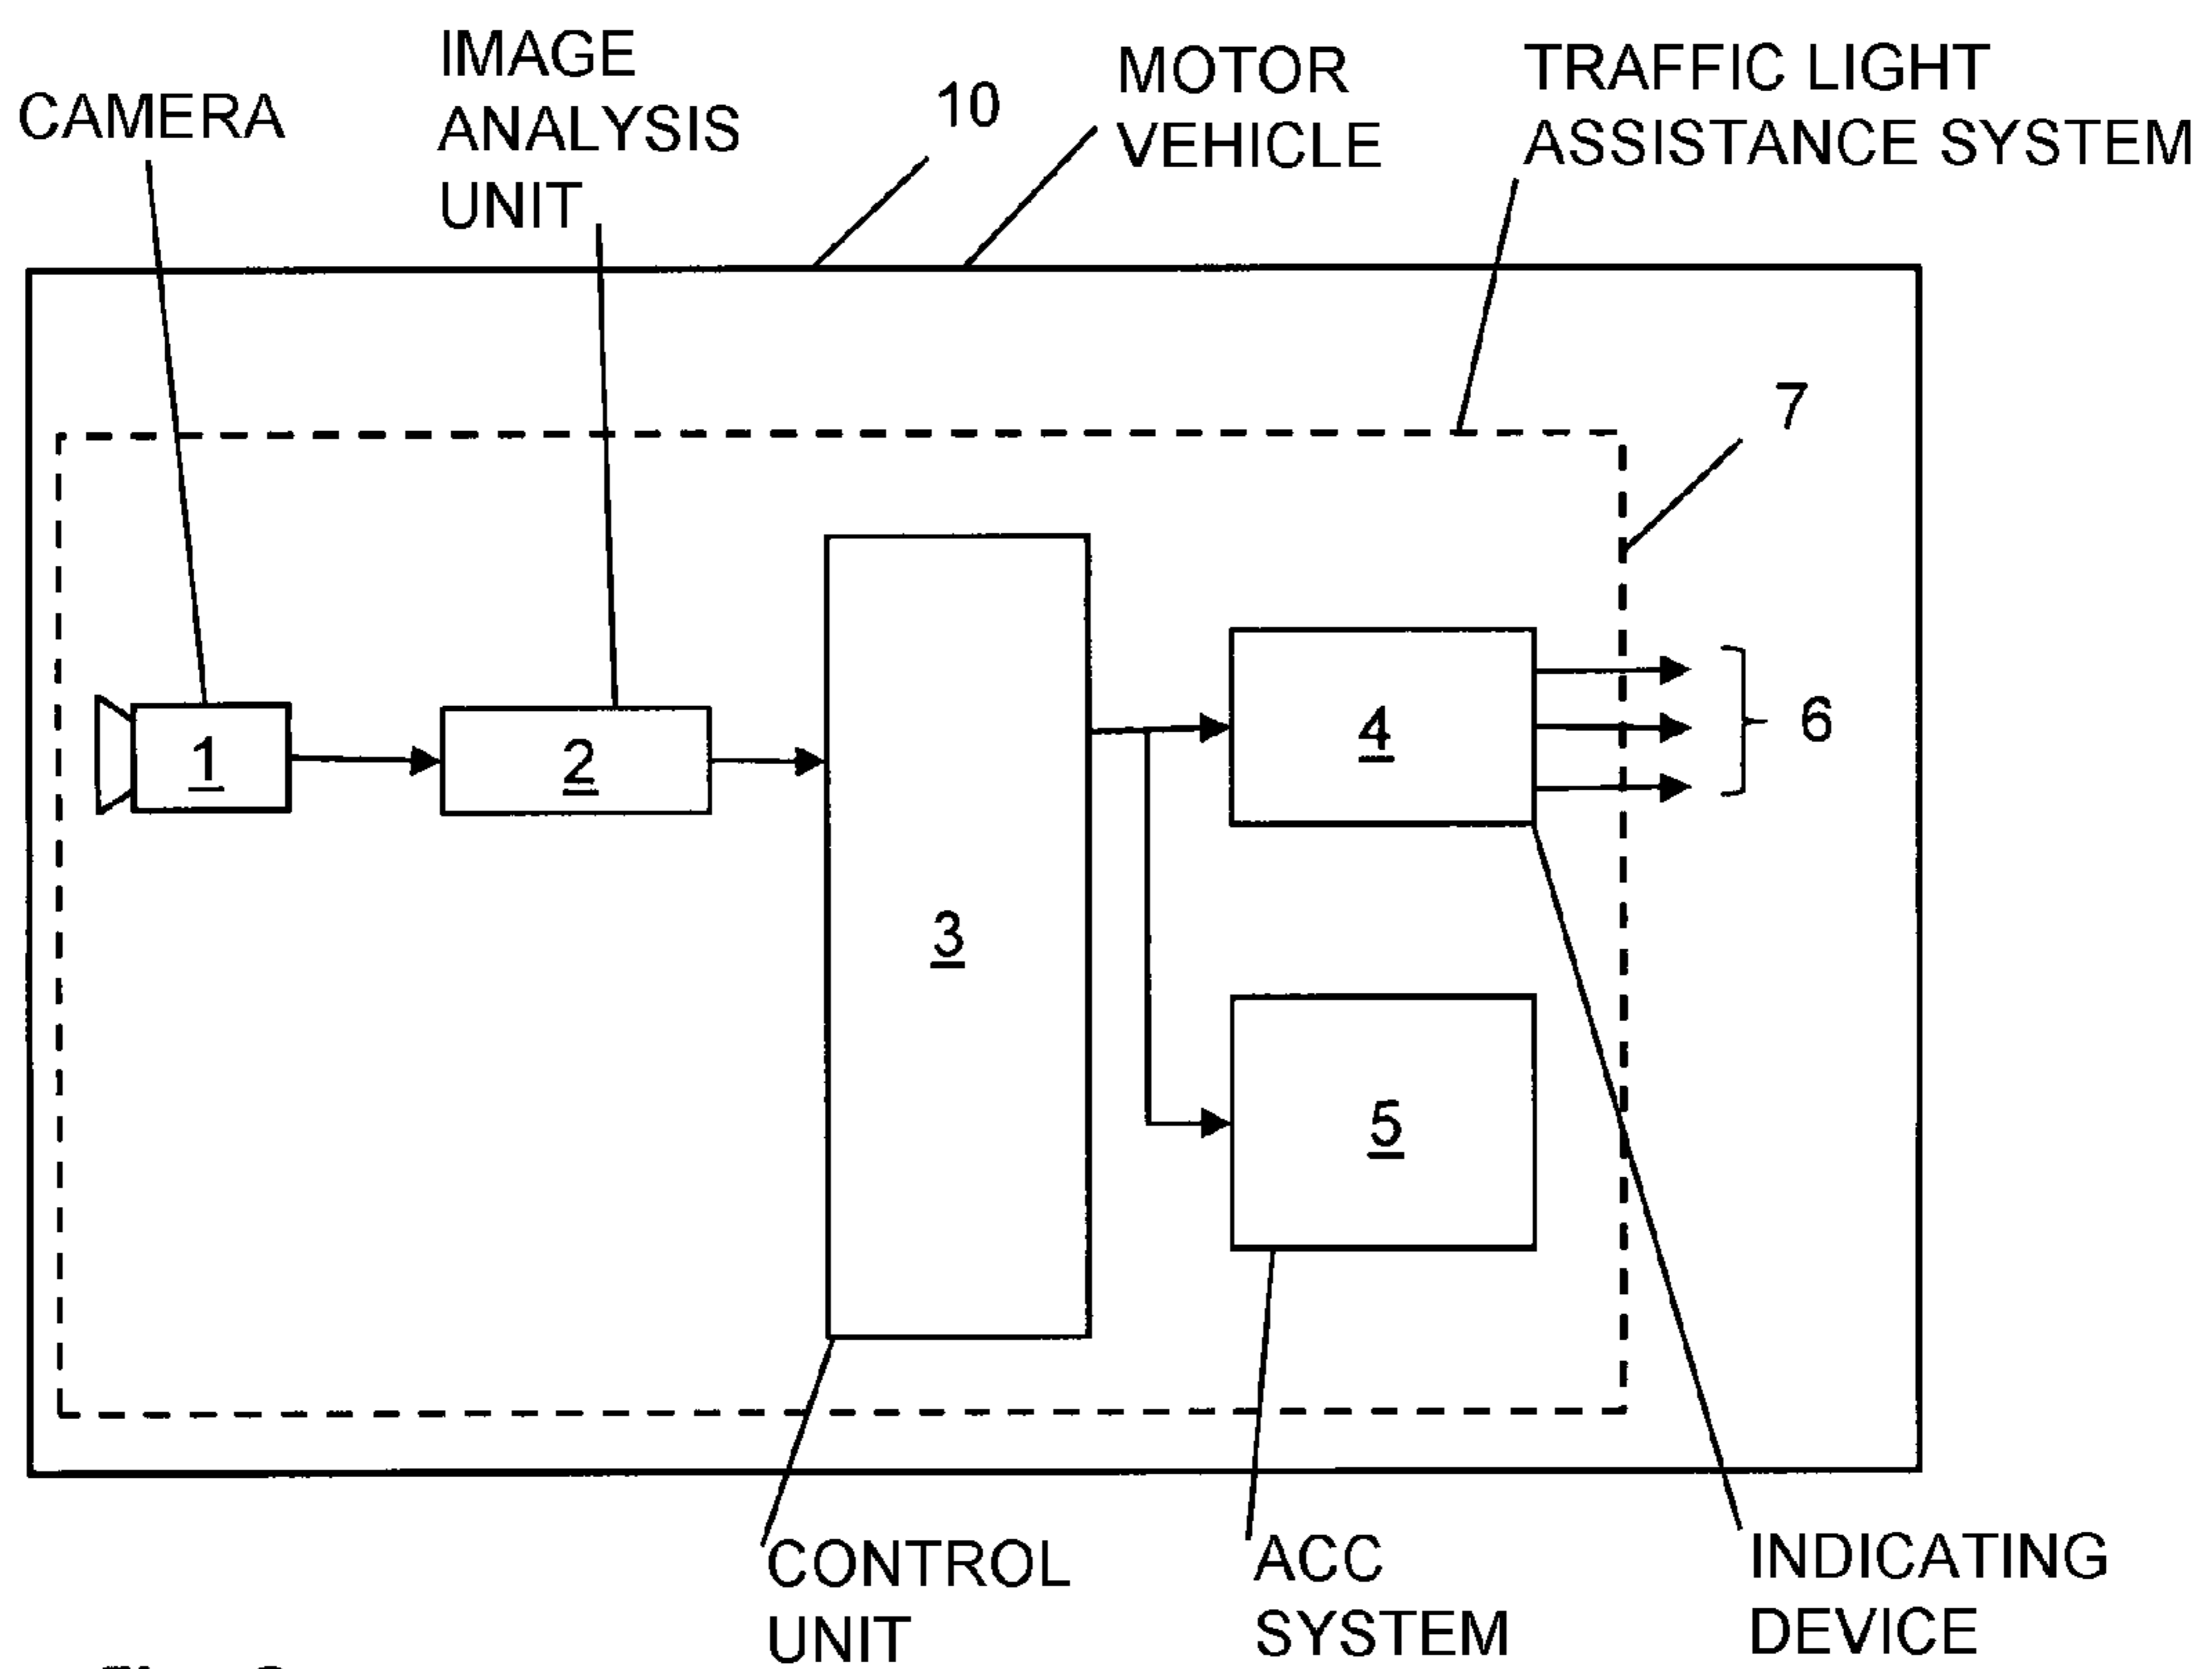 IMAGE
ANALYSIS
UNIT
CAMERA
10
MOTOR
VEHICLE
TRAFFIC LIGHT
ASSISTANCE SYSTEM
7
1
2
3
4
5
6
CONTROL
UNIT
ACC
SYSTEM
INDICATING
DEVICE